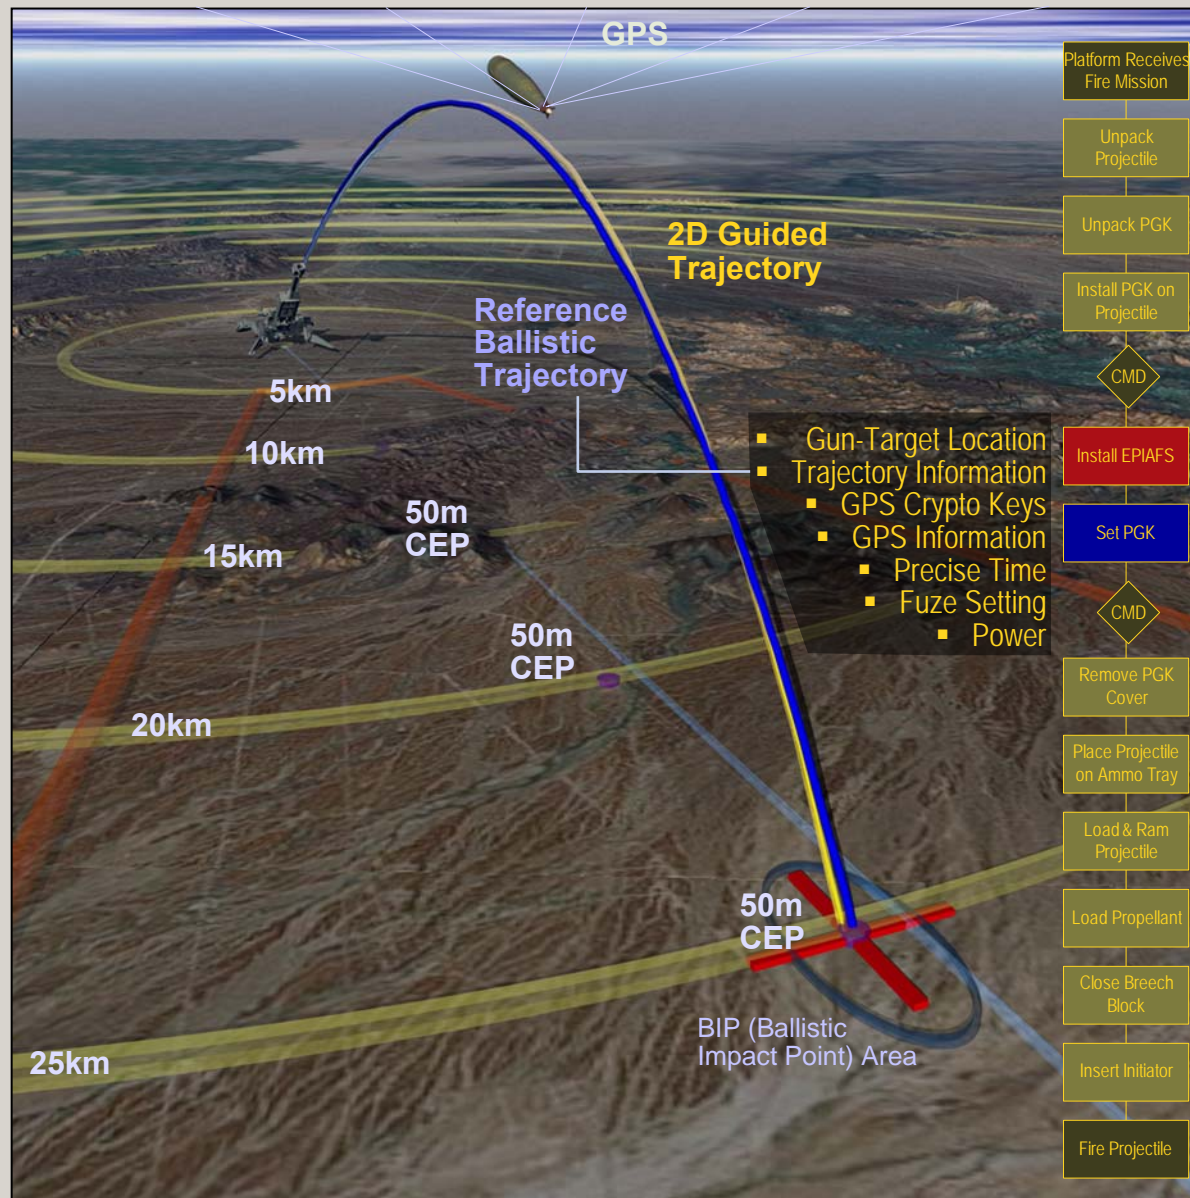 GPS
2D Guided
Trajectory
Reference
Ballistic
Trajectory
5km
10km
50m
CEP
15km
50m
CEP
20km
50m
CEP
BIP (Ballistic
Impact Point) Area
25km
▪ Gun-Target Location
▪ Trajectory Information
▪ GPS Crypto Keys
▪ GPS Information
▪ Precise Time
▪ Fuze Setting
▪ Power
Platform Receives
Fire Mission
Unpack
Projectile
Unpack PGK
Install PGK on
Projectile
CMD
Install EPIAFS
Set PGK
CMD
Remove PGK
Cover
Place Projectile
on Ammo Tray
Load & Ram
Projectile
Load Propellant
Close Breech
Block
Insert Initiator
Fire Projectile